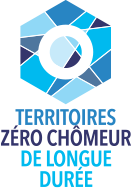 TERRITOIRES
ZÉRO CHÔMEUR
DE LONGUE
DURÉE